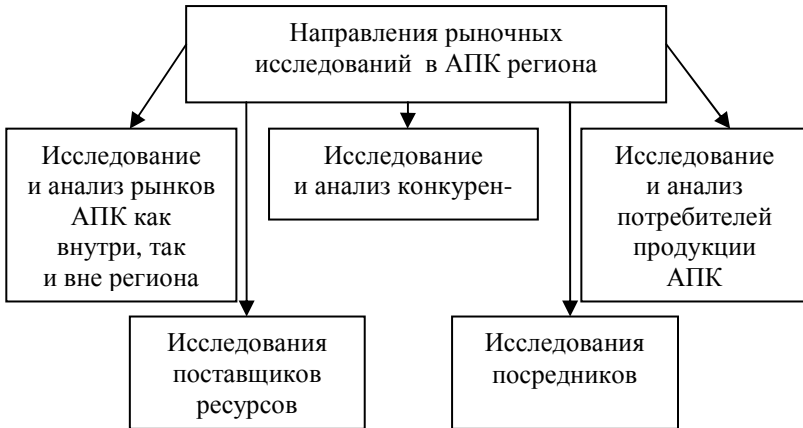 Направления рыночных
исследований в АПК региона
Исследование
и анализ рынков
АПК как
внутри, так
и вне региона
Исследование
и анализ конкурен-
Исследование
и анализ
потребителей
продукции
АПК
Исследования
поставщиков
ресурсов
Исследования
посредников